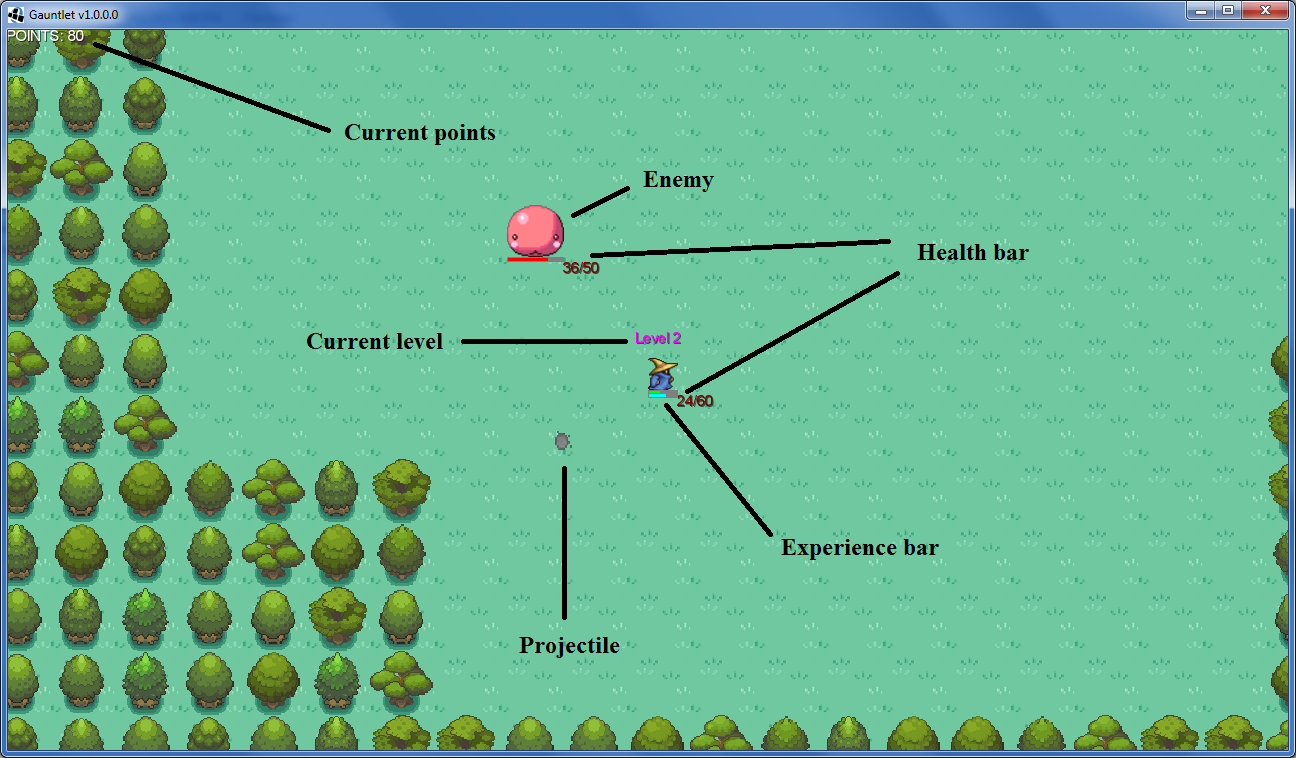 Gauntlet v1.0.0.0
POINTS: 80
Current points
Enemy
Health bar
36/50
Current level
Level 2
24/60
Experience bar
Projectile